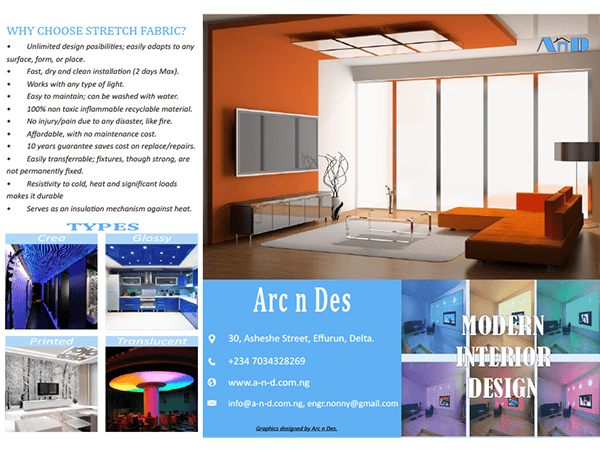 WHY CHOOSE STRETCH FABRIC?
• Unlimited design posibilities; easily adapts to any
surface, form, or place.
• Fast, dry and clean installation (2 days Max).
• Works with any type of light.
• Easy to maintain; can be washed with water.
• 100% non toxic inflammable recyclable material.
• No injury/pain due to any disaster, like fire.
• Affordable, with no maintenance cost.
• 10 years guarantee saves cost on replace/repairs.
• Easily transferrable; fixtures, though strong, are
not permanently fixed.
• Resistivity to cold, heat and significant loads
makes it durable
• Serves as an insulation mechanism against heat.
TYPES
Crea
Glossy
Printed
Translucent
Arc n Des
30, Asheshe Street, Effurun, Delta.
+234 7034328269
www.a-n-d.com.ng
info@a-n-d.com.ng, engr.nonny@gmail.com
Graphics designed by Arc n Des.
AnD
MODERN
INTERIOR
DESIGN